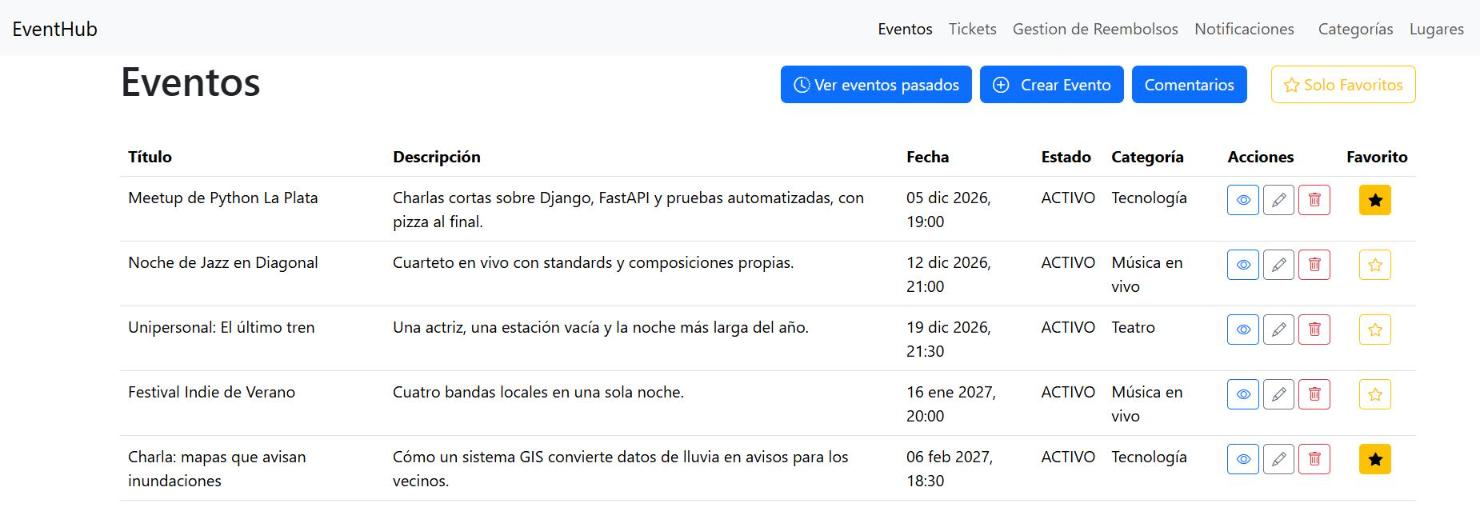 EventHub
Eventos Tickets Gestion de Reembolsos Notificaciones Categorías Lugares
Eventos
Ver eventos pasados
Crear Evento
Comentarios
Solo Favoritos
Título Descripción Fecha Estado Categoría Acciones Favorito
Meetup de Python La Plata
Charlas cortas sobre Django, FastAPI y pruebas automatizadas, con
pizza al final.
05 dic 2026,
19:00
ACTIVO
Tecnología
Noche de Jazz en Diagonal
Cuarteto en vivo con standards y composiciones propias.
12 dic 2026,
21:00
ACTIVO
Música en
vivo
Unipersonal: El último tren
Una actriz, una estación vacía y la noche más larga del año.
19 dic 2026,
21:30
ACTIVO
Teatro
Festival Indie de Verano
Cuatro bandas locales en una sola noche.
16 ene 2027,
20:00
ACTIVO
Música en
vivo
Charla: mapas que avisan
inundaciones
Cómo un sistema GIS convierte datos de lluvia en avisos para los
vecinos.
06 feb 2027,
18:30
ACTIVO
Tecnología